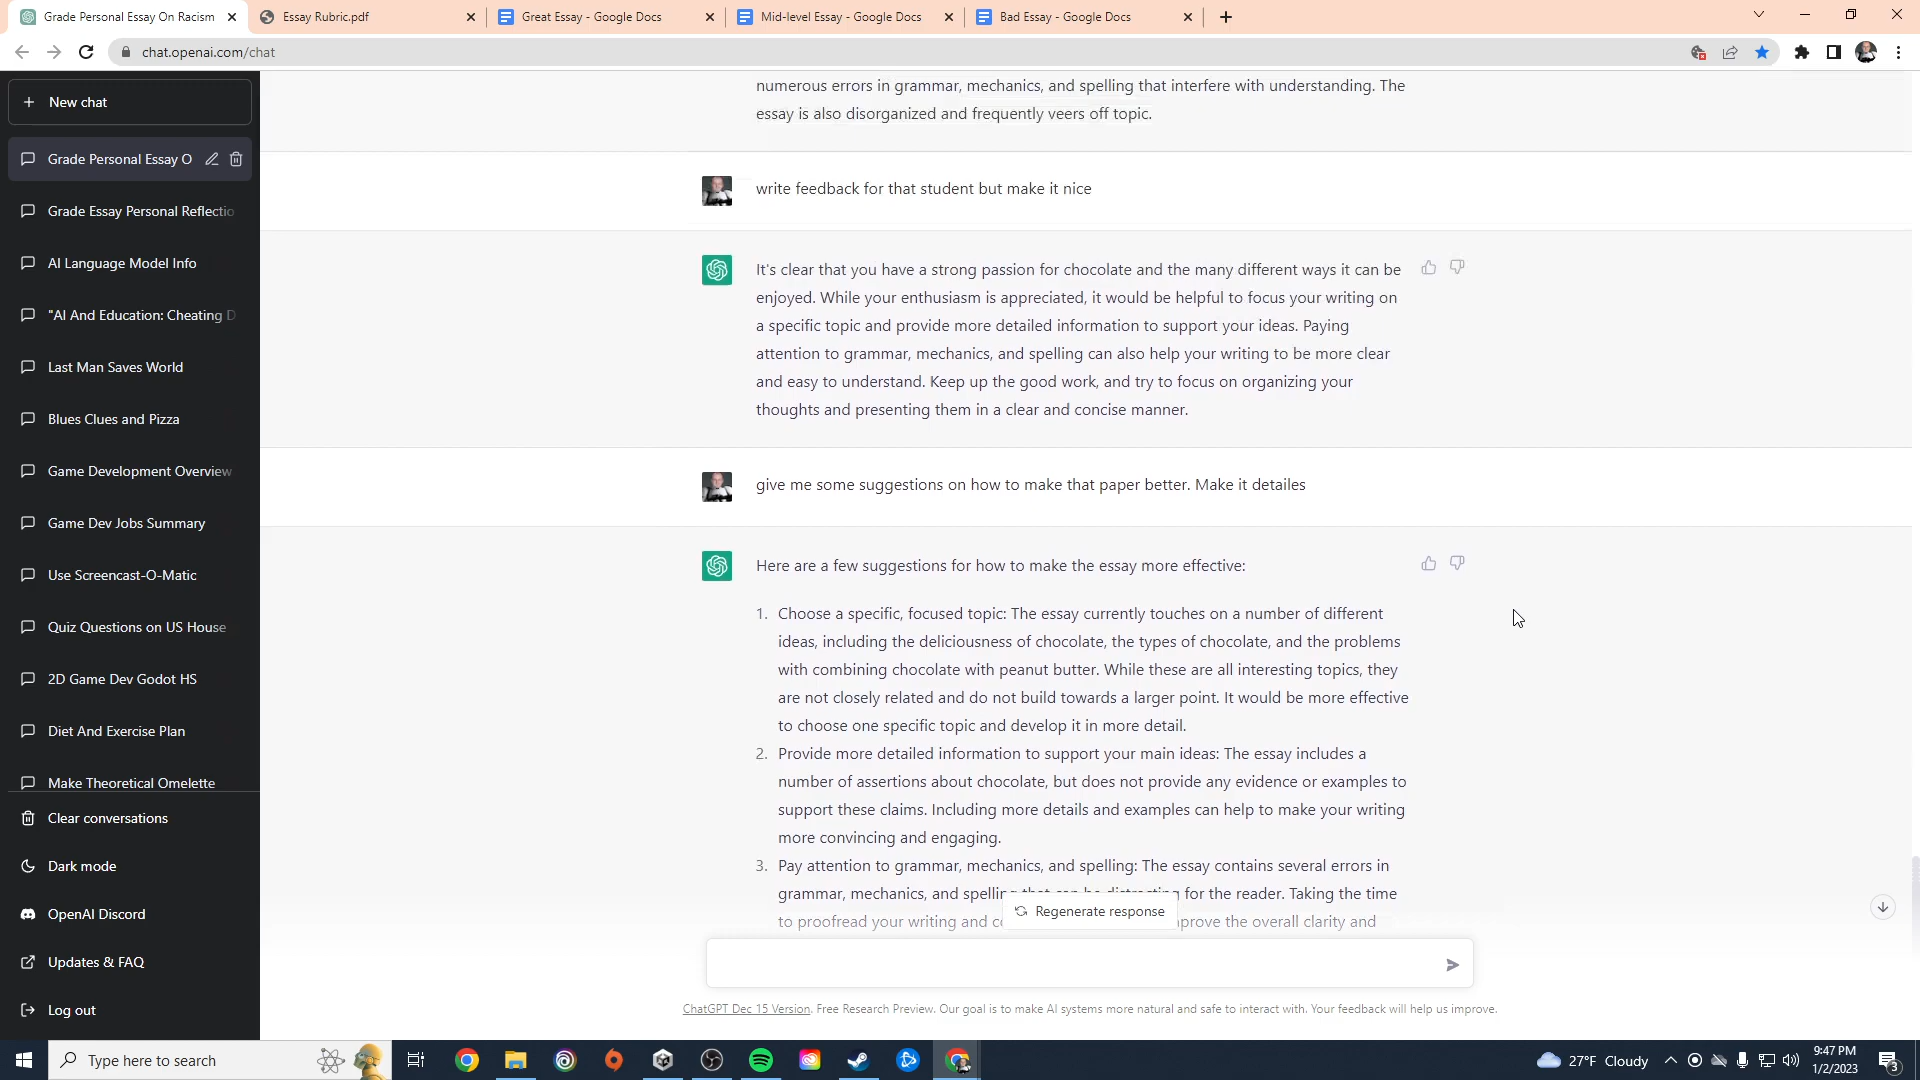 Grade Personal Essay On Racism
Essay Rubric.pdf
Great Essay - Google Docs
Mid-level Essay - Google Docs
Bad Essay - Google Docs
chat.openai.com/chat
New chat
Grade Personal Essay O
Grade Essay Personal Reflectio
AI Language Model Info
"AI And Education: Cheating D
Last Man Saves World
Blues Clues and Pizza
Game Development Overview
Game Dev Jobs Summary
Use Screencast-O-Matic
Quiz Questions on US House
2D Game Dev Godot HS
Diet And Exercise Plan
Make Theoretical Omelette
Clear conversations
Dark mode
OpenAI Discord
Updates & FAQ
Log out
numerous errors in grammar, mechanics, and spelling that interfere with understanding. The
essay is also disorganized and frequently veers off topic.
write feedback for that student but make it nice
It's clear that you have a strong passion for chocolate and the many different ways it can be
enjoyed. While your enthusiasm is appreciated, it would be helpful to focus your writing on
a specific topic and provide more detailed information to support your ideas. Paying
attention to grammar, mechanics, and spelling can also help your writing to be more clear
and easy to understand. Keep up the good work, and try to focus on organizing your
thoughts and presenting them in a clear and concise manner.
give me some suggestions on how to make that paper better. Make it detailes
Here are a few suggestions for how to make the essay more effective:
1. Choose a specific, focused topic: The essay currently touches on a number of different
ideas, including the deliciousness of chocolate, the types of chocolate, and the problems
with combining chocolate with peanut butter. While these are all interesting topics, they
are not closely related and do not build towards a larger point. It would be more effective
to choose one specific topic and develop it in more detail.
2. Provide more detailed information to support your main ideas: The essay includes a
number of assertions about chocolate, but does not provide any evidence or examples to
support these claims. Including more details and examples can help to make your writing
more convincing and engaging.
3. Pay attention to grammar, mechanics, and spelling: The essay contains several errors in
grammar, mechanics, and spelling that can be distracting for the reader. Taking the time
to proofread your writing and improve the overall clarity and
Regenerate response
ChatGPT Dec 15 Version. Free Research Preview. Our goal is to make AI systems more natural and safe to interact with. Your feedback will help us improve.
Type here to search
27°F Cloudy
9:47 PM
1/2/2023
3